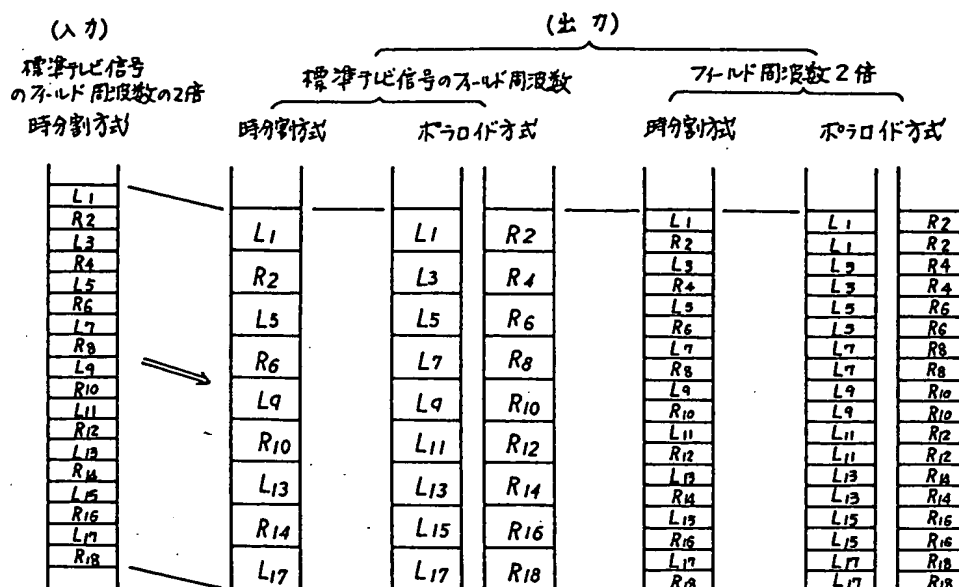 (入力)
標準テレビ信号
のフィールド周波数の2倍
時分割方式
L1
R2
L3
R4
L5
R6
L7
R8
L9
R10
L11
R12
L13
R14
L15
R16
L17
R18
(出力)
標準テレビ信号のフィールド周波数
時分割方式
L1
R2
L5
R6
L9
R10
L13
R14
L17
ポラロイド方式
L1 R2
L3 R4
L5 R6
L7 R8
L9 R10
L11 R12
L13 R14
L15 R16
L17 R18
フィールド周波数2倍
時分割方式
L1
R2
L3
R4
L5
R6
L7
R8
L9
R10
L11
R12
L13
R14
L15
R16
L17
R18
ポラロイド方式
L1 R2
L1 R2
L3 R4
L3 R4
L5 R6
L5 R6
L7 R8
L7 R8
L9 R10
L9 R10
L11 R12
L11 R12
L13 R14
L13 R14
L15 R16
L15 R16
L17 R18
L17 R18